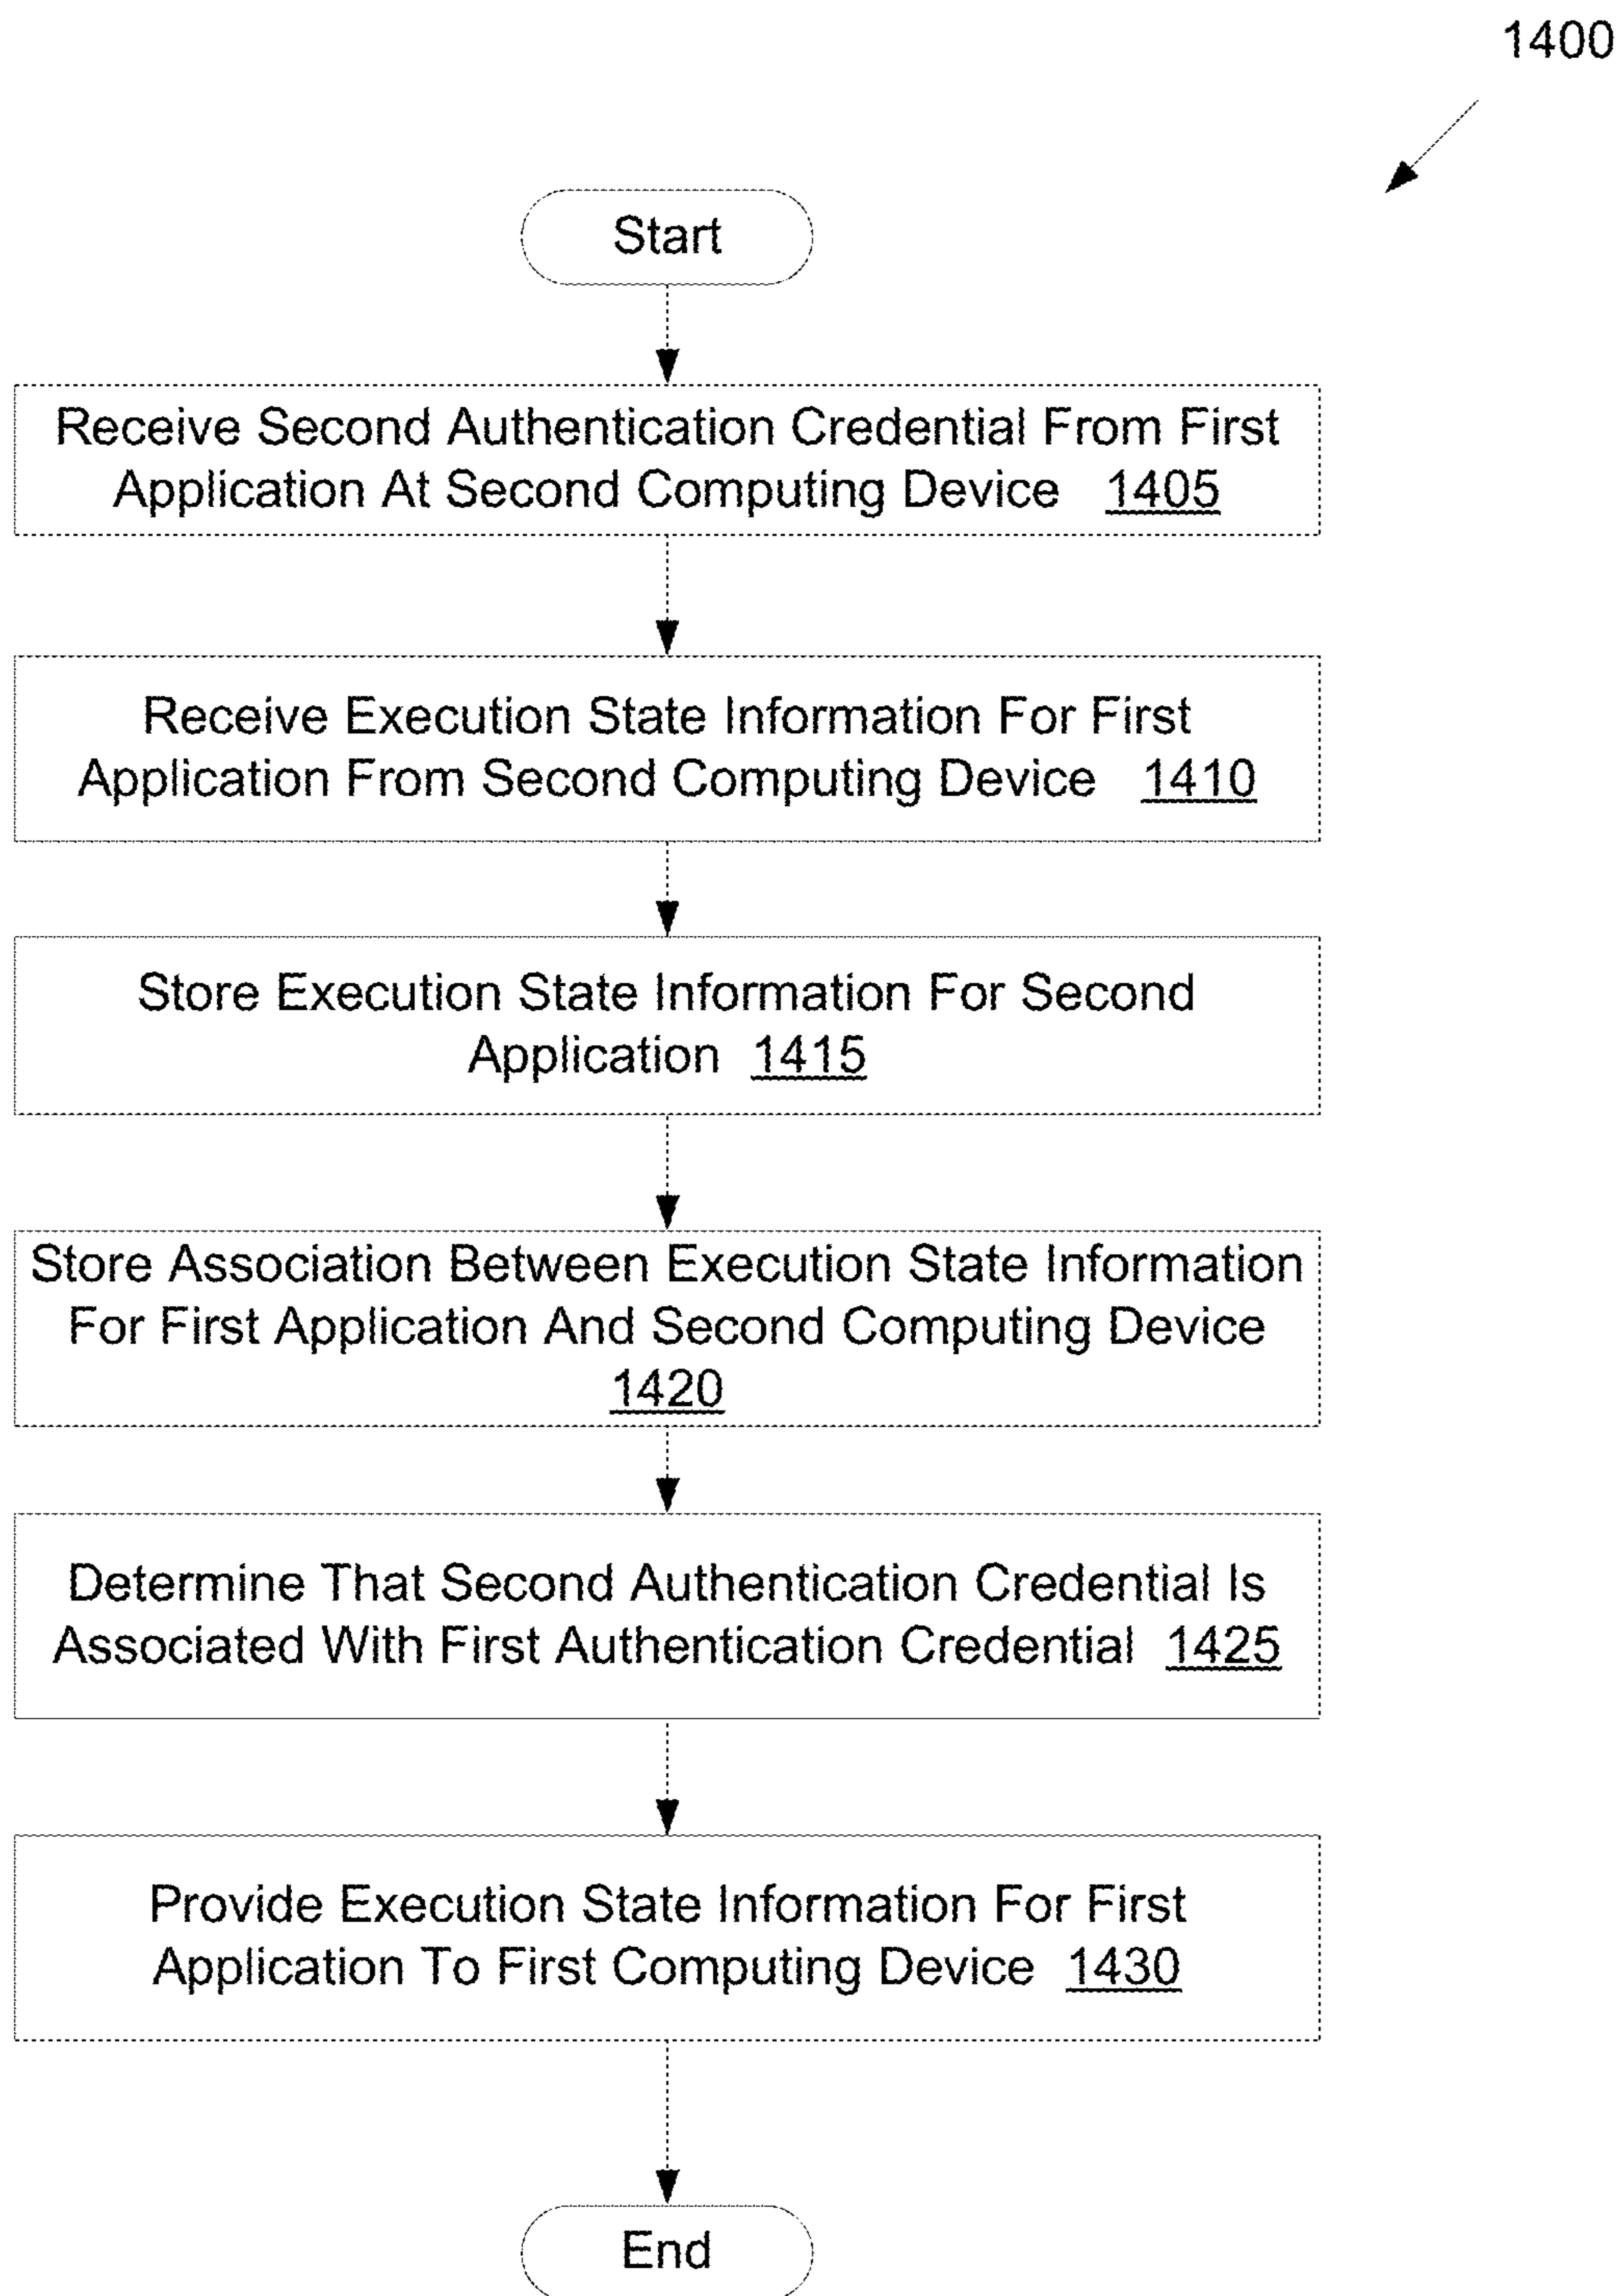 1400
Start
Receive Second Authentication Credential From First
Application At Second Computing Device 1405
Receive Execution State Information For First
Application From Second Computing Device 1410
Store Execution State Information For Second
Application 1415
Store Association Between Execution State Information
For First Application And Second Computing Device
1420
Determine That Second Authentication Credential Is
Associated With First Authentication Credential 1425
Provide Execution State Information For First
Application To First Computing Device 1430
End